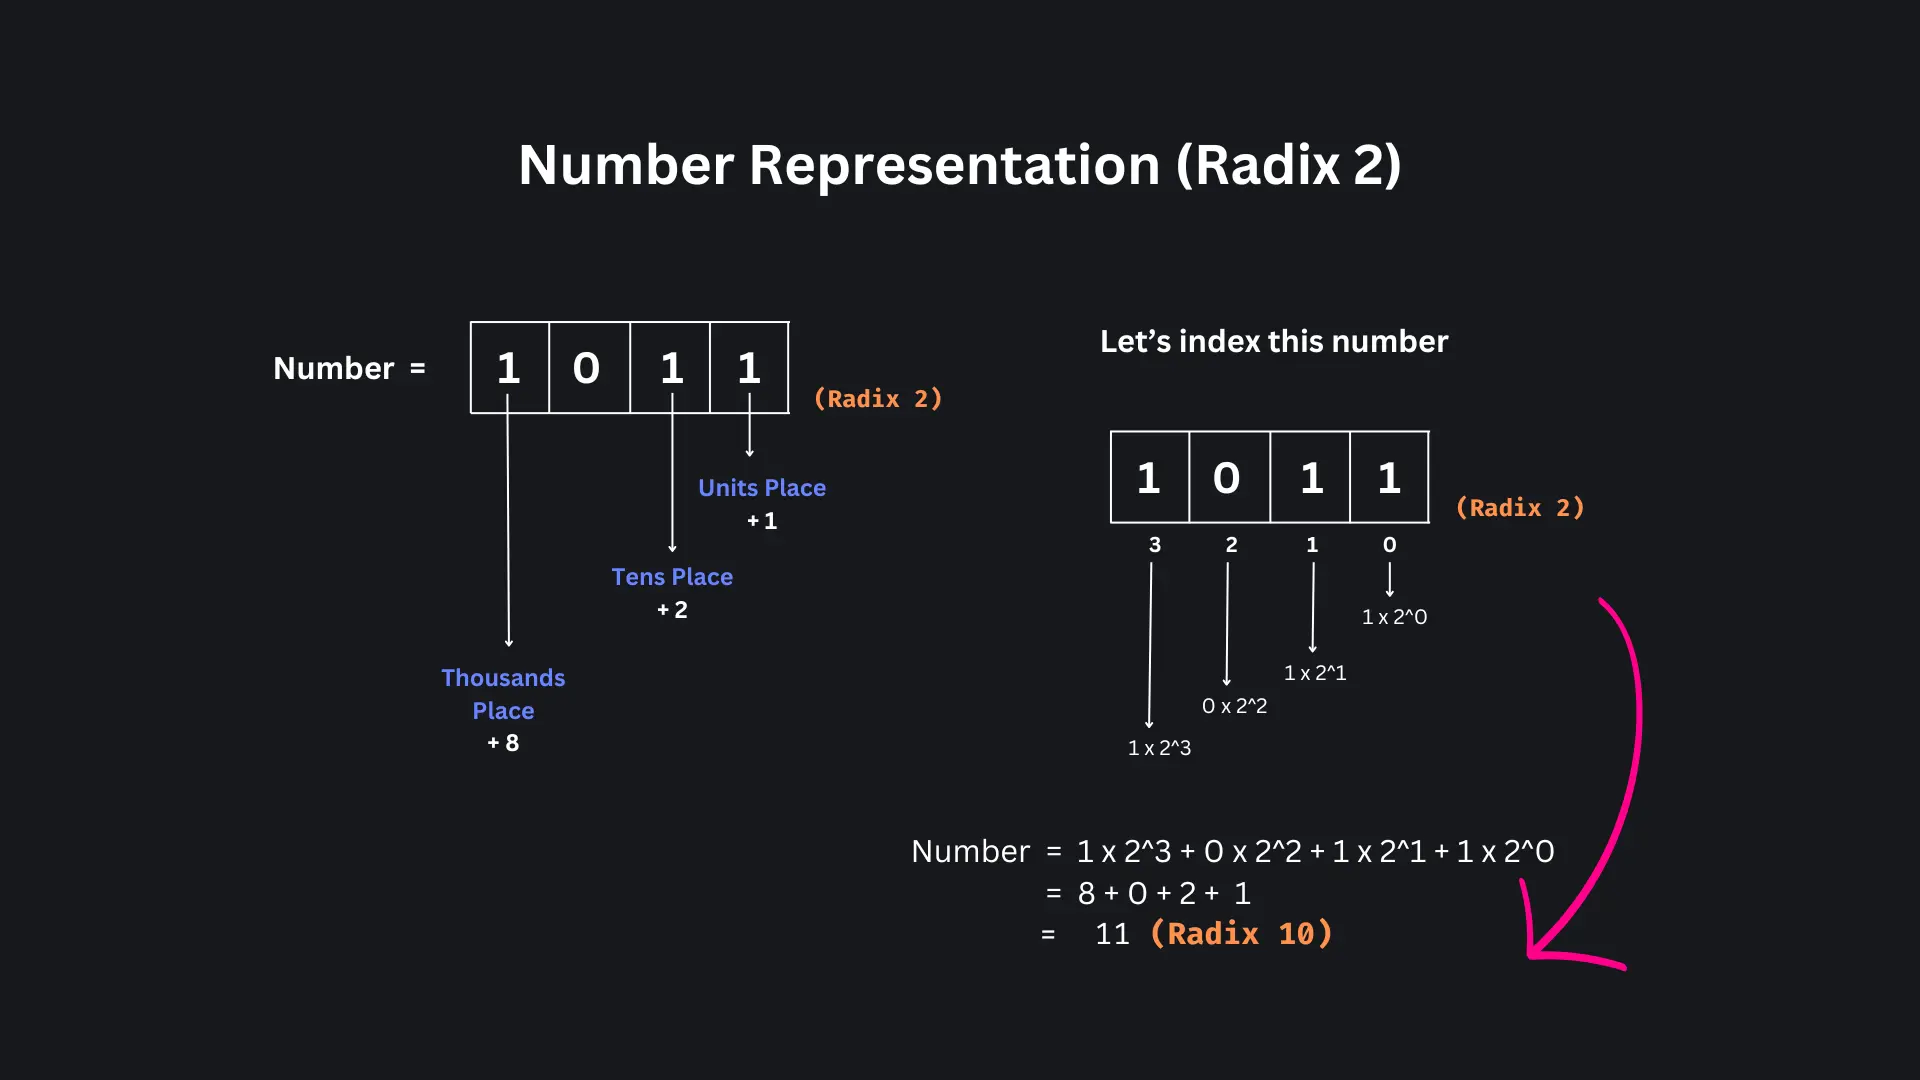 Number Representation (Radix 2)
Number = 1 0 1 1 (Radix 2)
Units Place
+ 1
Tens Place
+ 2
Thousands
Place
+ 8
Let’s index this number
1 0 1 1 (Radix 2)
3 2 1 0
1 x 2^0
1 x 2^1
0 x 2^2
1 x 2^3
Number = 1 x 2^3 + 0 x 2^2 + 1 x 2^1 + 1 x 2^0
= 8 + 0 + 2 + 1
= 11 (Radix 10)